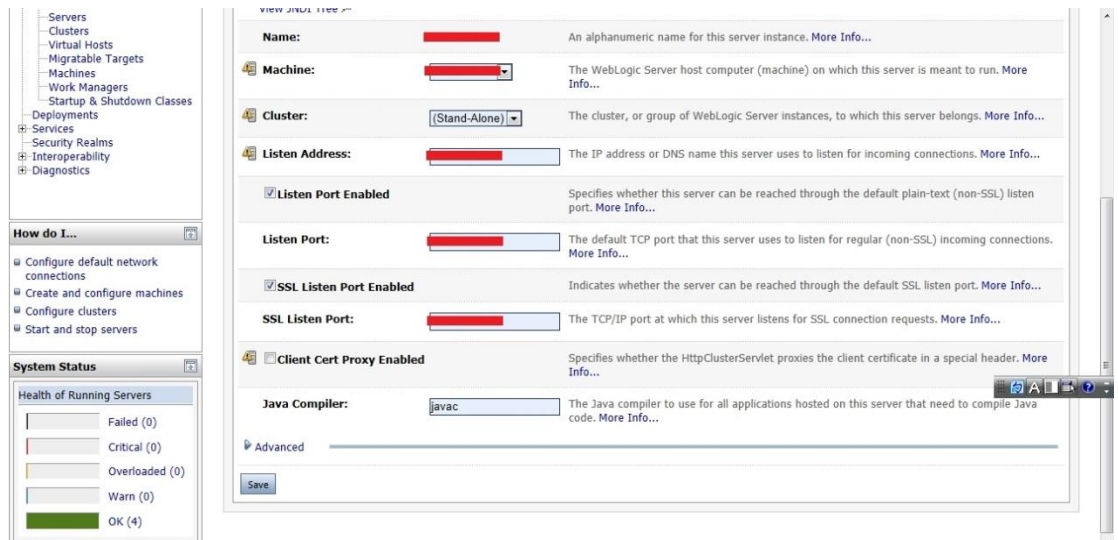 Servers
Clusters
Virtual Hosts
Migratable Targets
Machines
Work Managers
Startup & Shutdown Classes
Deployments
Services
Security Realms
Interoperability
Diagnostics
How do I...
Configure default network
connections
Create and configure machines
Configure clusters
Start and stop servers
System Status
Health of Running Servers
Failed (0)
Critical (0)
Overloaded (0)
Warn (0)
OK (4)
View JNDI Tree
Name: An alphanumeric name for this server instance. More Info...
Machine: The WebLogic Server host computer (machine) on which this server is meant to run. More
Info...
Cluster: (Stand-Alone) The cluster, or group of WebLogic Server instances, to which this server belongs. More Info...
Listen Address: The IP address or DNS name this server uses to listen for incoming connections. More Info...
Listen Port Enabled Specifies whether this server can be reached through the default plain-text (non-SSL) listen
port. More Info...
Listen Port: The default TCP port that this server uses to listen for regular (non-SSL) incoming connections.
More Info...
SSL Listen Port Enabled Indicates whether the server can be reached through the default SSL listen port. More Info...
SSL Listen Port: The TCP/IP port at which this server listens for SSL connection requests. More Info...
Client Cert Proxy Enabled Specifies whether the HttpClusterServlet proxies the client certificate in a special header. More
Info...
Java Compiler: javac The Java compiler to use for all applications hosted on this server that need to compile Java
code. More Info...
Advanced
Save
A